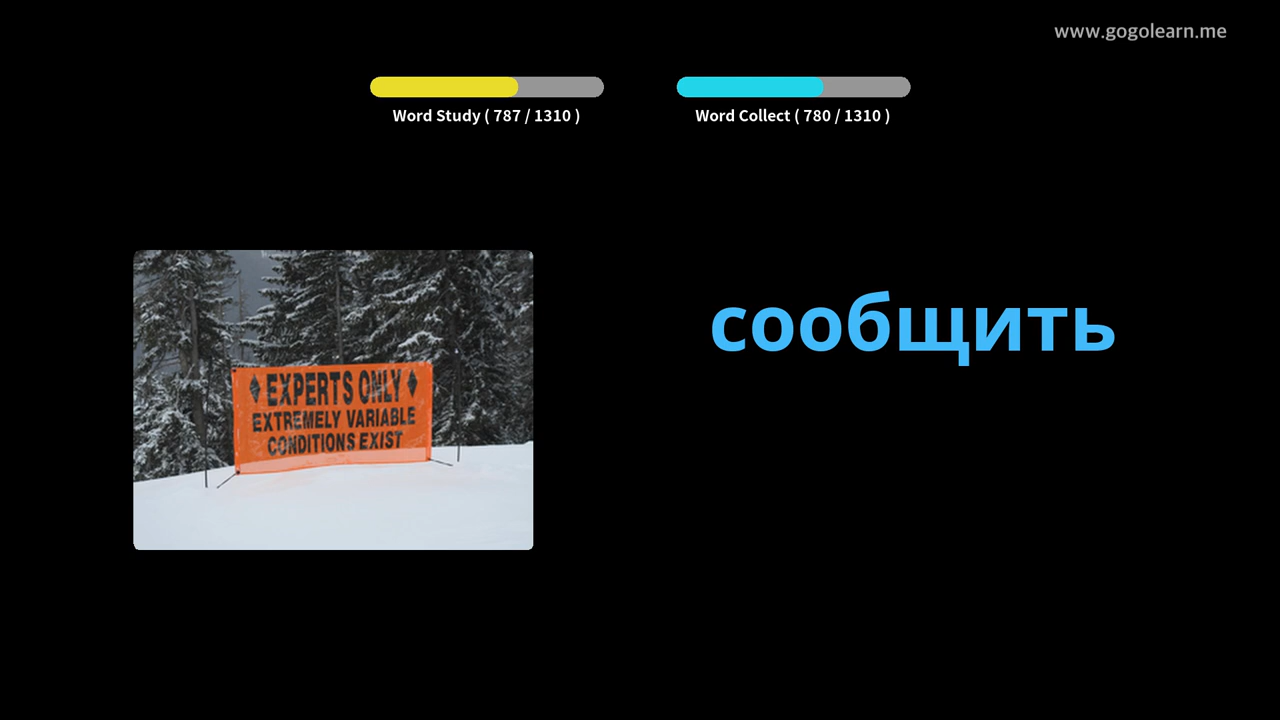 www.gogolearn.me
Word Study ( 787 / 1310 )
Word Collect ( 780 / 1310 )
EXPERTS ONLY
EXTREMELY VARIABLE
CONDITIONS EXIST
сообщить